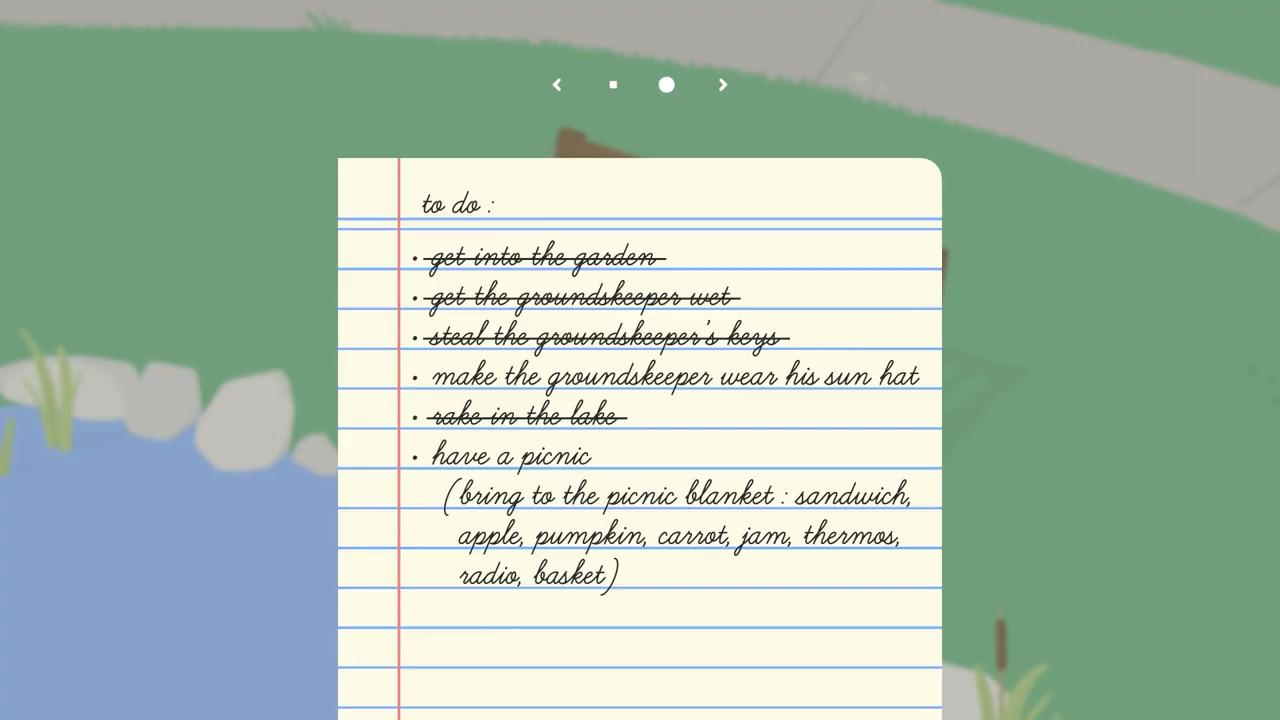 to do :
• get into the garden
• get the groundskeeper wet
• steal the groundskeeper's keys
• make the groundskeeper wear his sun hat
• rake in the lake
• have a picnic
(bring to the picnic blanket : sandwich,
apple, pumpkin, carrot, jam, thermos,
radio, basket)